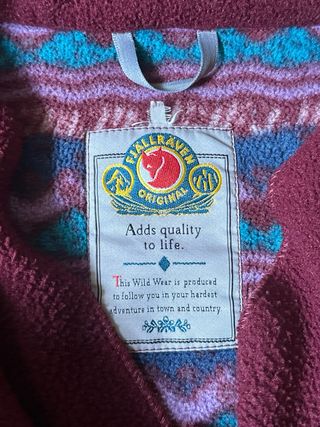 FJÄLLRÄVEN
ORIGINAL
Adds quality
to life.
This Wild Wear is produced
to follow you in your hardest
adventure in town and country.